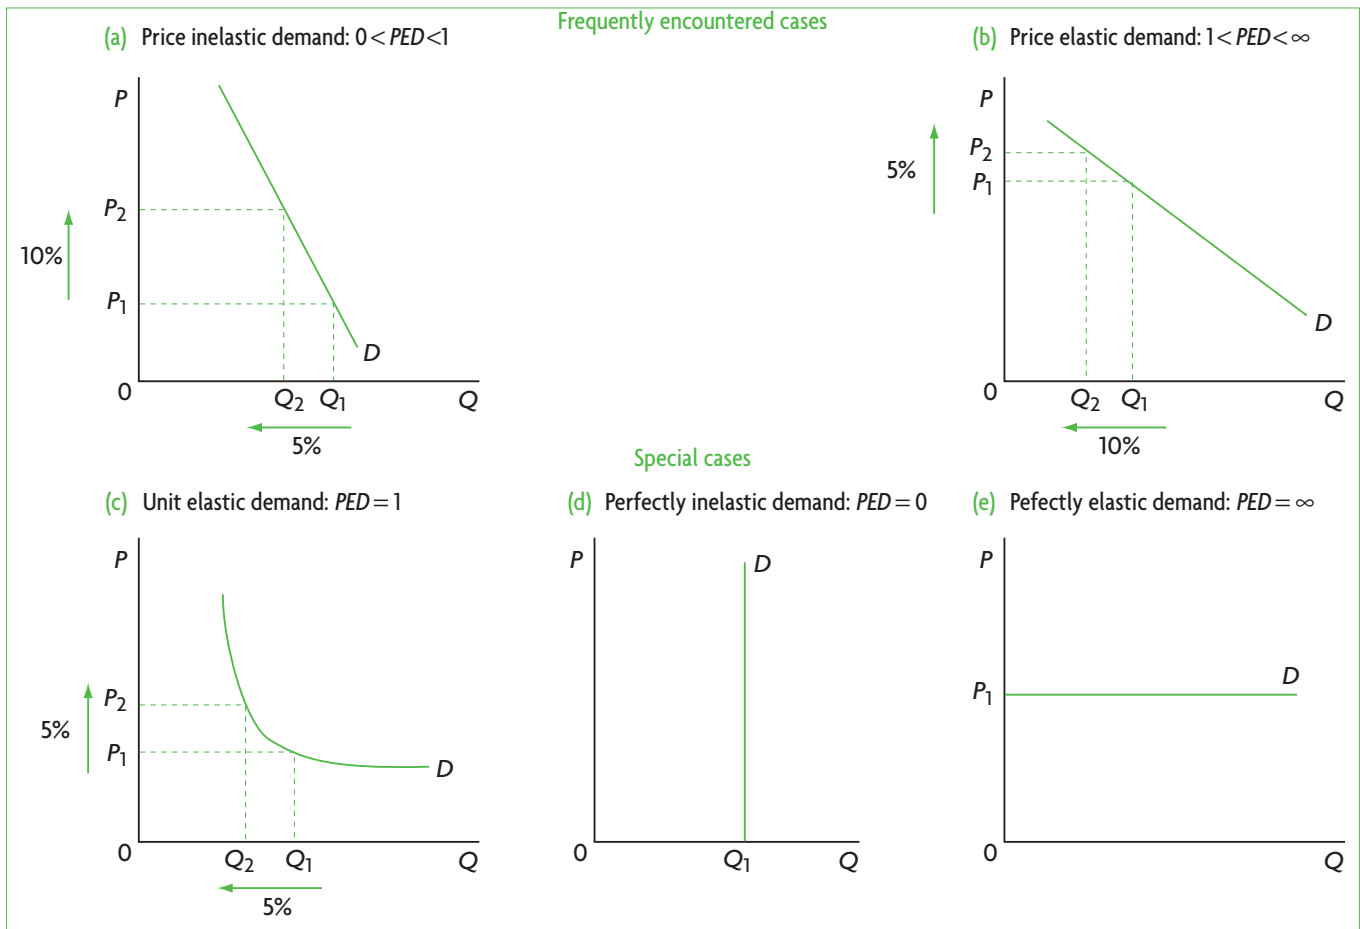 Frequently encountered cases
(a) Price inelastic demand: 0 < PED < 1
P
P2
10%
P1
D
0
Q2 Q1 Q
5%
(b) Price elastic demand: 1 < PED < ∞
P
P2
5%
P1
D
0
Q2 Q1 Q
10%
Special cases
(c) Unit elastic demand: PED = 1
P
P2
5%
P1
D
0
Q2 Q1 Q
5%
(d) Perfectly inelastic demand: PED = 0
P
D
0
Q1 Q
(e) Pefectly elastic demand: PED = ∞
P
D
P1
0
Q